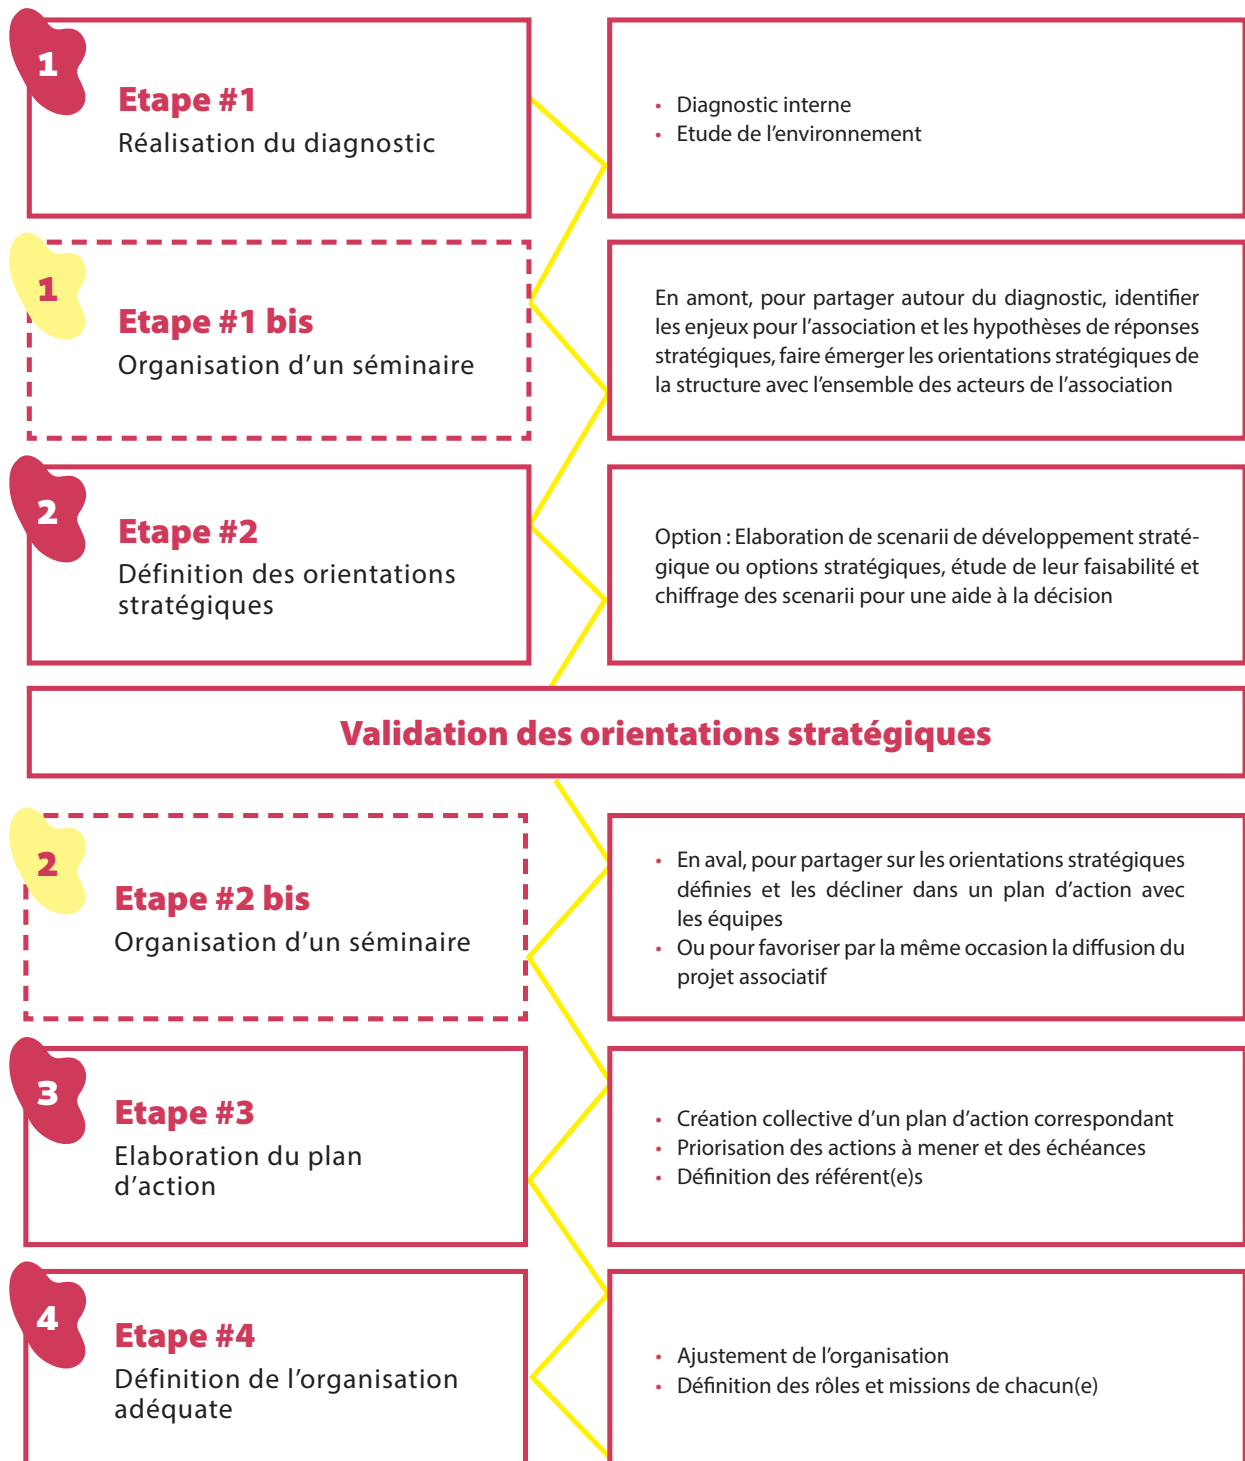 1
Etape #1
Réalisation du diagnostic
• Diagnostic interne
• Etude de l’environnement
1
Etape #1 bis
Organisation d’un séminaire
En amont, pour partager autour du diagnostic, identifier
les enjeux pour l’association et les hypothèses de réponses
stratégiques, faire émerger les orientations stratégiques de
la structure avec l’ensemble des acteurs de l’association
2
Etape #2
Définition des orientations
stratégiques
Option : Elaboration de scenarii de développement straté-
gique ou options stratégiques, étude de leur faisabilité et
chiffrage des scenarii pour une aide à la décision
Validation des orientations stratégiques
2
Etape #2 bis
Organisation d’un séminaire
• En aval, pour partager sur les orientations stratégiques
définies et les décliner dans un plan d’action avec
les équipes
• Ou pour favoriser par la même occasion la diffusion du
projet associatif
3
Etape #3
Elaboration du plan
d’action
• Création collective d’un plan d’action correspondant
• Priorisation des actions à mener et des échéances
• Définition des référent(e)s
4
Etape #4
Définition de l’organisation
adéquate
• Ajustement de l’organisation
• Définition des rôles et missions de chacun(e)